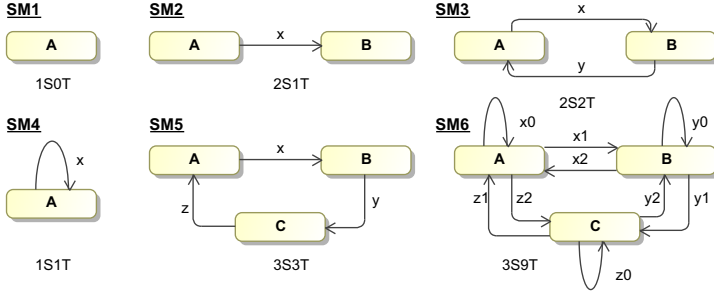 SM1
A
1S0T
SM2
A x B
2S1T
SM3
x
A B
y
2S2T
SM4
x
A
1S1T
SM5
A x B
z y
C
3S3T
SM6
x0 y0
A x1 B
x2
z1 z2 y2 y1
C
3S9T
z0